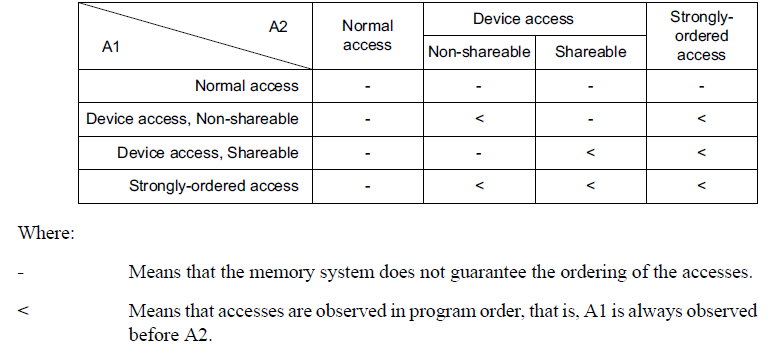 A2
A1
Normal access
Device access
Strongly-ordered access
Non-shareable
Shareable
Normal access - - - -
Device access, Non-shareable - < - <
Device access, Shareable - - < <
Strongly-ordered access - < < <
Where:
- Means that the memory system does not guarantee the ordering of the accesses.
< Means that accesses are observed in program order, that is, A1 is always observed
before A2.